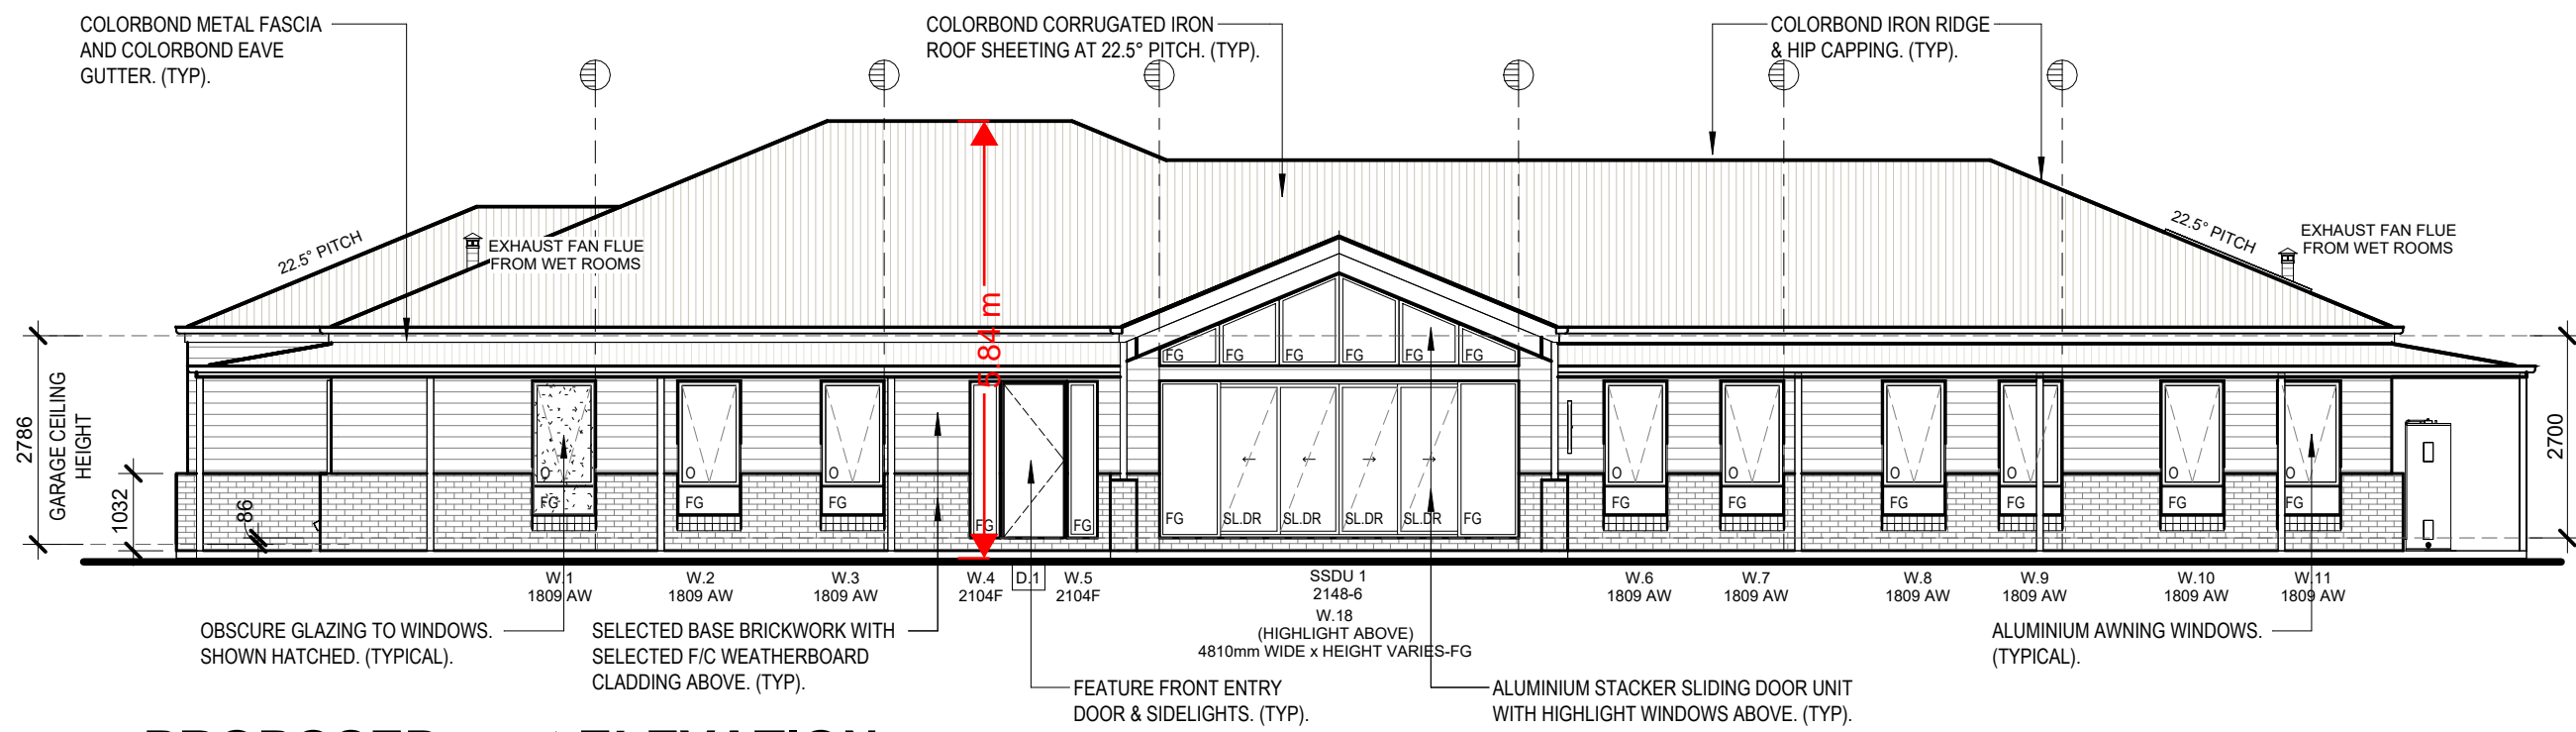 COLORBOND METAL FASCIA
AND COLORBOND EAVE
GUTTER. (TYP).
COLORBOND CORRUGATED IRON
ROOF SHEETING AT 22.5° PITCH. (TYP).
COLORBOND IRON RIDGE
& HIP CAPPING. (TYP).
22.5° PITCH
EXHAUST FAN FLUE
FROM WET ROOMS
22.5° PITCH
EXHAUST FAN FLUE
FROM WET ROOMS
5.84 m
2786
GARAGE CEILING
HEIGHT
1032
86
2700
FG FG FG FG FG FG
O O O O O O O O O
FG FG FG FG FG FG FG FG FG
FG FG
FG SL.DR SL.DR SL.DR SL.DR FG
W.1
1809 AW
W.2
1809 AW
W.3
1809 AW
W.4
2104F
D.1
W.5
2104F
SSDU 1
2148-6
W.18
(HIGHLIGHT ABOVE)
4810mm WIDE x HEIGHT VARIES-FG
W.6
1809 AW
W.7
1809 AW
W.8
1809 AW
W.9
1809 AW
W.10
1809 AW
W.11
1809 AW
OBSCURE GLAZING TO WINDOWS.
SHOWN HATCHED. (TYPICAL).
SELECTED BASE BRICKWORK WITH
SELECTED F/C WEATHERBOARD
CLADDING ABOVE. (TYP).
FEATURE FRONT ENTRY
DOOR & SIDELIGHTS. (TYP).
ALUMINIUM STACKER SLIDING DOOR UNIT
WITH HIGHLIGHT WINDOWS ABOVE. (TYP).
ALUMINIUM AWNING WINDOWS.
(TYPICAL).